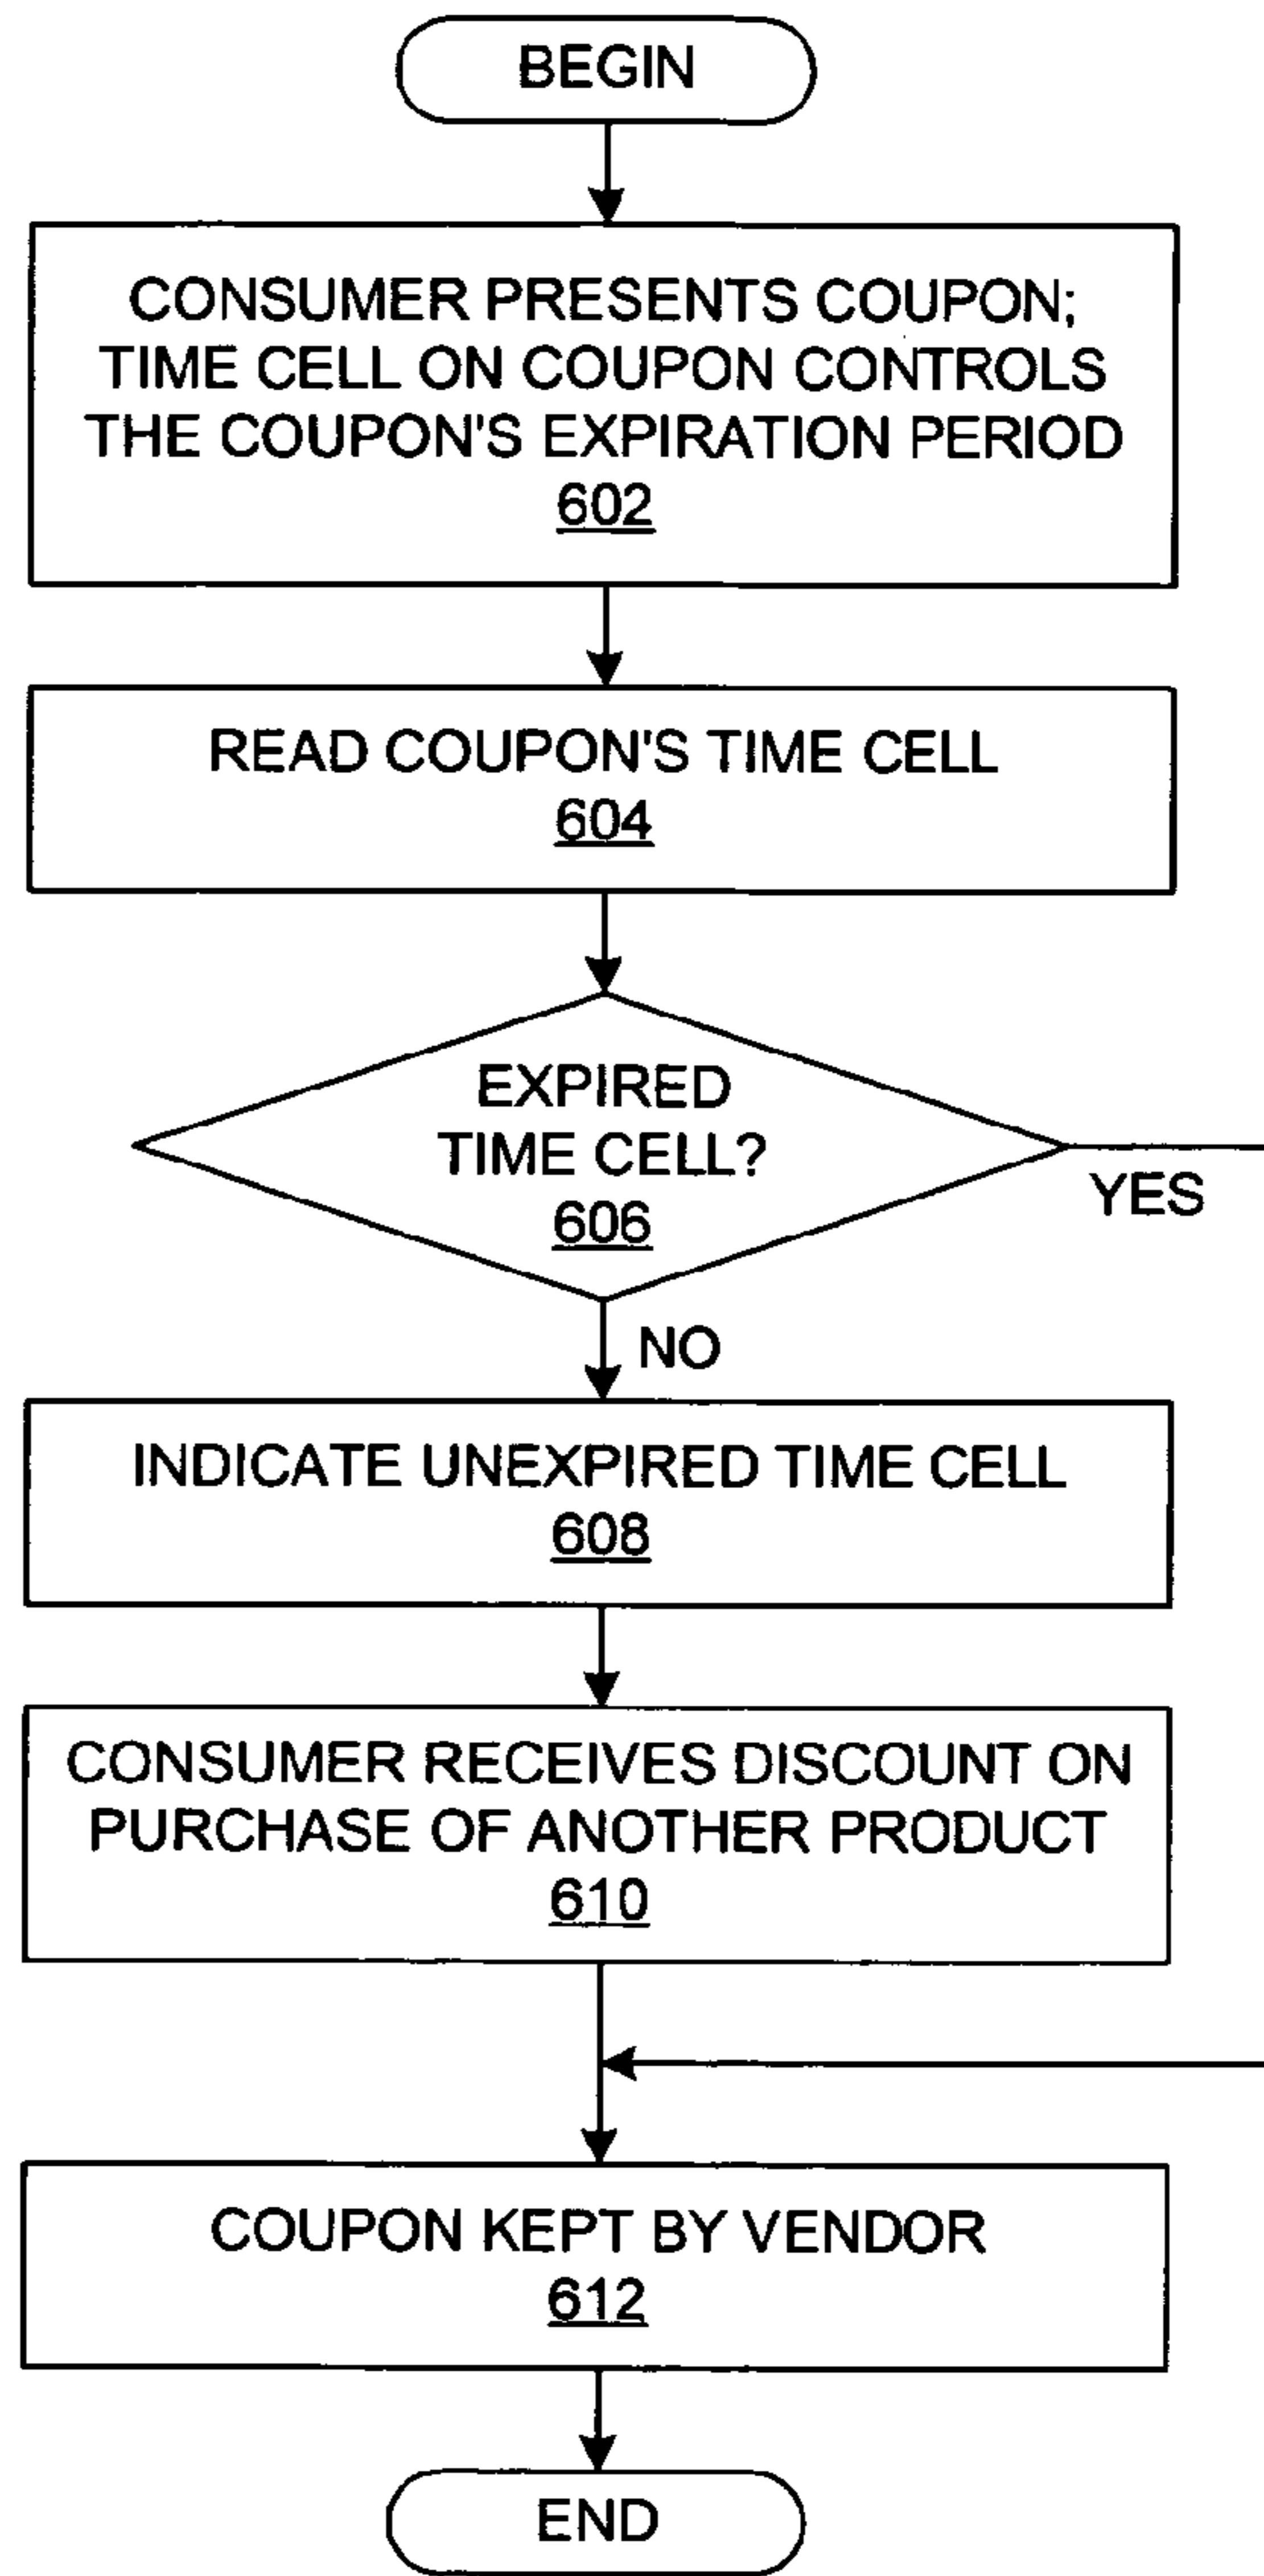 BEGIN
CONSUMER PRESENTS COUPON;
TIME CELL ON COUPON CONTROLS
THE COUPON'S EXPIRATION PERIOD
602
READ COUPON'S TIME CELL
604
EXPIRED
TIME CELL?
606
YES
NO
INDICATE UNEXPIRED TIME CELL
608
CONSUMER RECEIVES DISCOUNT ON
PURCHASE OF ANOTHER PRODUCT
610
COUPON KEPT BY VENDOR
612
END